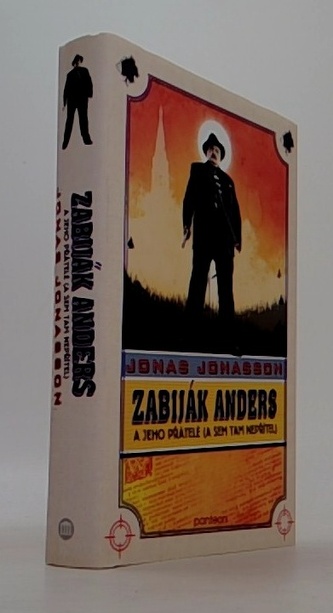 ZABIJÁK ANDERS
A JEHO PŘÁTELÉ (A SEM TAM NEPŘÍTEL)
JONAS JONASSON
JONAS JONASSON
ZABIJÁK ANDERS
A JEHO PŘÁTELÉ (A SEM TAM NEPŘÍTEL)
panteon